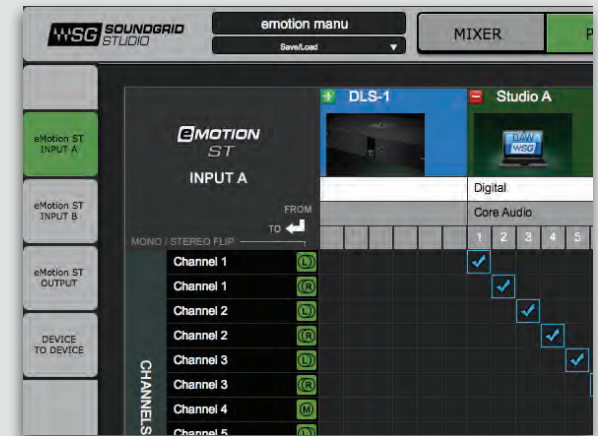 WSG SOUNDGRID STUDIO
emotion manu
Save/Load
MIXER
P
DLS-1
Studio A
eMOTION
ST
INPUT A
DAW
WSG
eMotion ST
INPUT A
Digital
eMotion ST
INPUT B
FROM
TO
Core Audio
MONO / STEREO FLIP
1 2 3 4 5
eMotion ST
OUTPUT
DEVICE
TO DEVICE
CHANNELS
Channel 1 L
Channel 1 R
Channel 2 L
Channel 2 R
Channel 3 L
Channel 3 R
Channel 4 M
Channel 5 L